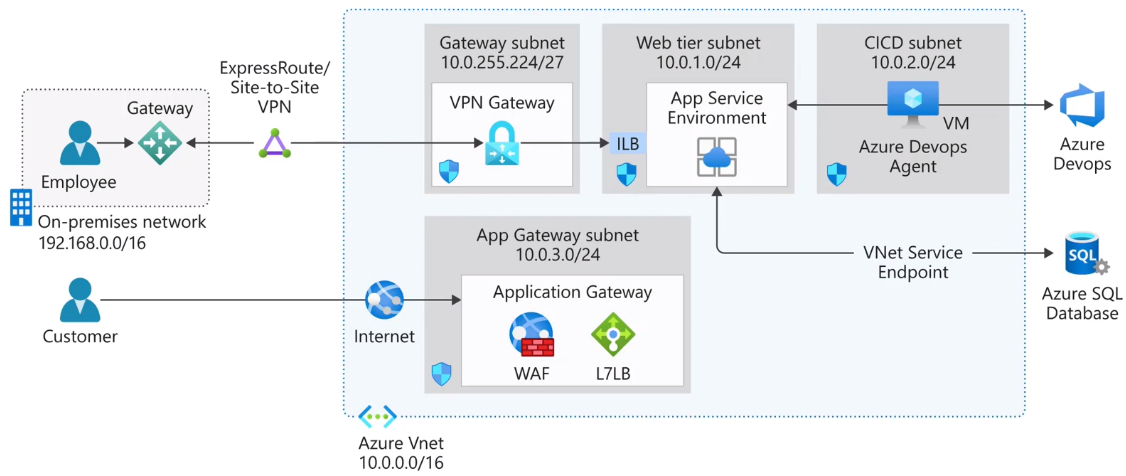 Gateway subnet
10.0.255.224/27
Web tier subnet
10.0.1.0/24
CICD subnet
10.0.2.0/24
ExpressRoute/
Site-to-Site
VPN
Gateway
Employee
On-premises network
192.168.0.0/16
VPN Gateway
ILB
App Service
Environment
VM
Azure Devops
Agent
Azure
Devops
App Gateway subnet
10.0.3.0/24
Application Gateway
WAF
L7LB
VNet Service
Endpoint
SQL
Azure SQL
Database
Customer
Internet
Azure Vnet
10.0.0.0/16